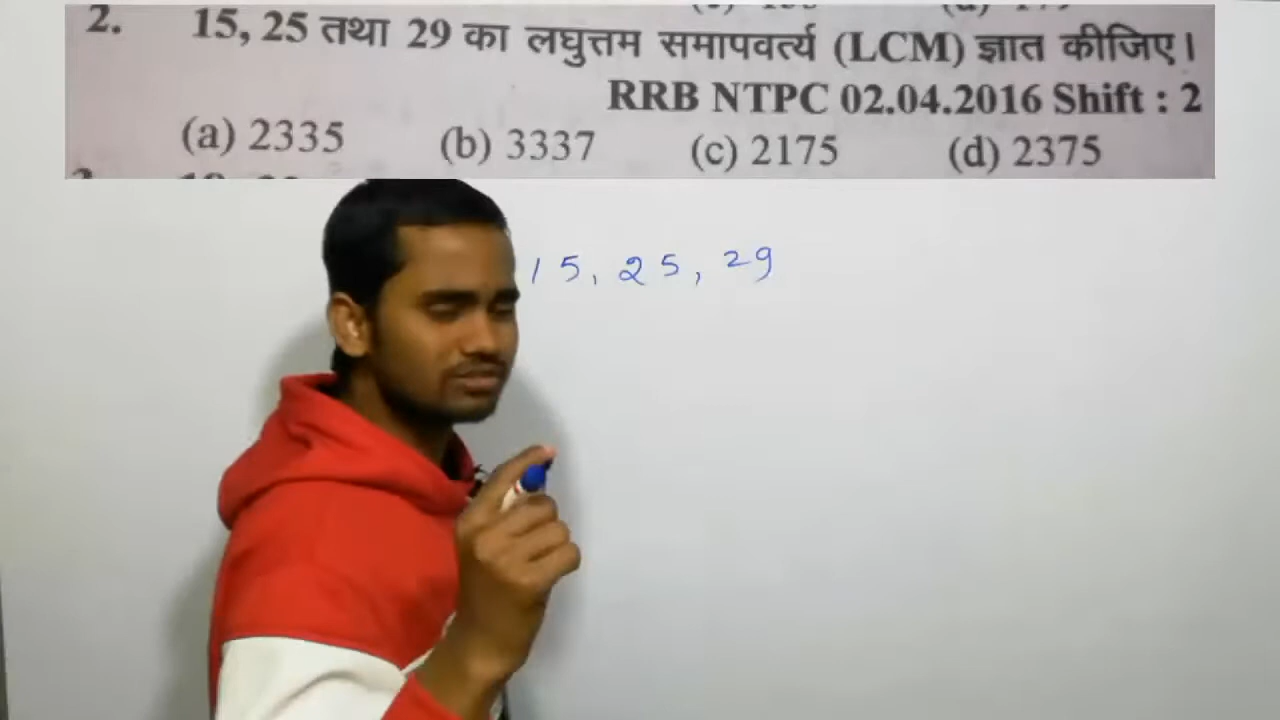 2. 15, 25 तथा 29 का लघुत्तम समापवर्त्य (LCM) ज्ञात कीजिए।
RRB NTPC 02.04.2016 Shift : 2
(a) 2335 (b) 3337 (c) 2175 (d) 2375
15, 25, 29